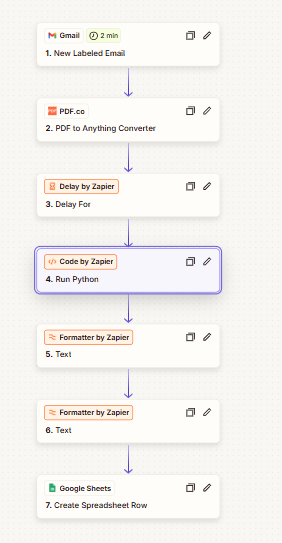 Gmail 2 min
1. New Labeled Email
PDF.co
2. PDF to Anything Converter
Delay by Zapier
3. Delay For
Code by Zapier
4. Run Python
Formatter by Zapier
5. Text
Formatter by Zapier
6. Text
Google Sheets
7. Create Spreadsheet Row